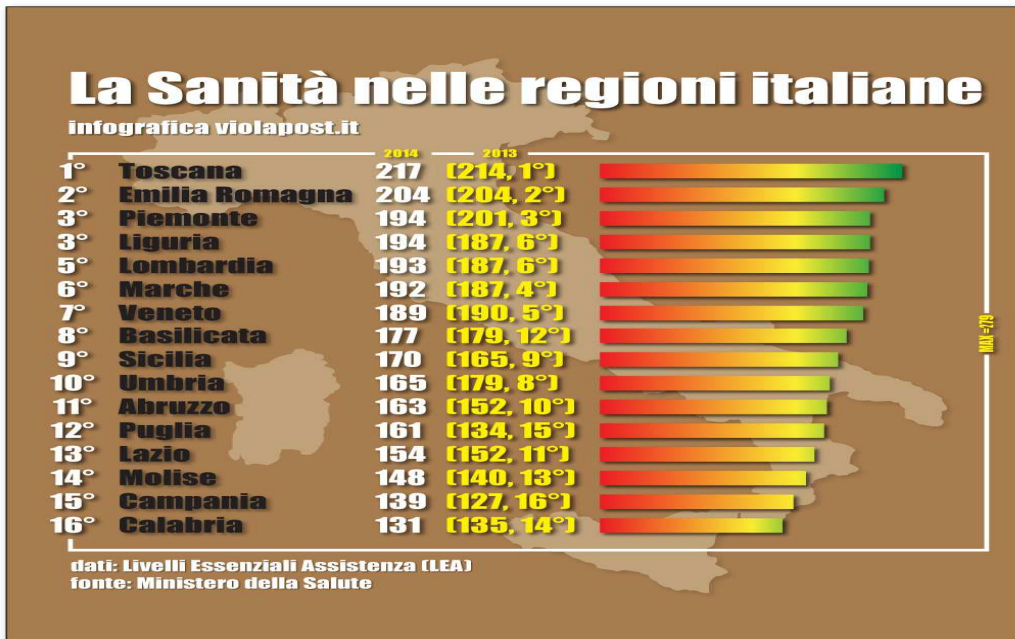 La Sanità nelle regioni italiane
infografica violapost.it
2014 2013
1° Toscana 217 (214, 1°)
2° Emilia Romagna 204 (204, 2°)
3° Piemonte 194 (201, 3°)
3° Liguria 194 (187, 6°)
5° Lombardia 193 (187, 6°)
6° Marche 192 (187, 4°)
7° Veneto 189 (190, 5°)
8° Basilicata 177 (179, 12°)
9° Sicilia 170 (165, 9°)
10° Umbria 165 (179, 8°)
11° Abruzzo 163 (152, 10°)
12° Puglia 161 (134, 15°)
13° Lazio 154 (152, 11°)
14° Molise 148 (140, 13°)
15° Campania 139 (127, 16°)
16° Calabria 131 (135, 14°)
MAX=279
dati: Livelli Essenziali Assistenza (LEA)
fonte: Ministero della Salute